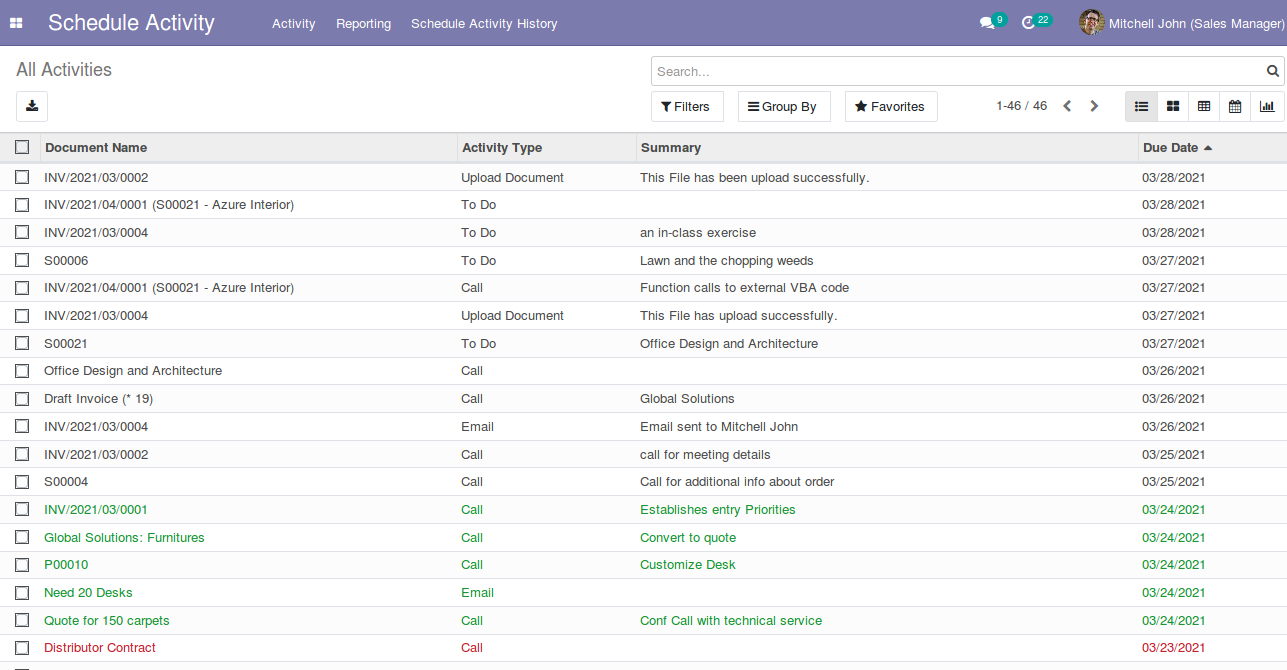 Schedule Activity Activity Reporting Schedule Activity History 9 22 Mitchell John (Sales Manager)
All Activities Search...
Filters Group By Favorites 1-46 / 46
Document Name Activity Type Summary Due Date
INV/2021/03/0002 Upload Document This File has been upload successfully. 03/28/2021
INV/2021/04/0001 (S00021 - Azure Interior) To Do 03/28/2021
INV/2021/03/0004 To Do an in-class exercise 03/28/2021
S00006 To Do Lawn and the chopping weeds 03/27/2021
INV/2021/04/0001 (S00021 - Azure Interior) Call Function calls to external VBA code 03/27/2021
INV/2021/03/0004 Upload Document This File has upload successfully. 03/27/2021
S00021 To Do Office Design and Architecture 03/27/2021
Office Design and Architecture Call 03/26/2021
Draft Invoice (* 19) Call Global Solutions 03/26/2021
INV/2021/03/0004 Email Email sent to Mitchell John 03/26/2021
INV/2021/03/0002 Call call for meeting details 03/25/2021
S00004 Call Call for additional info about order 03/25/2021
INV/2021/03/0001 Call Establishes entry Priorities 03/24/2021
Global Solutions: Furnitures Call Convert to quote 03/24/2021
P00010 Call Customize Desk 03/24/2021
Need 20 Desks Email 03/24/2021
Quote for 150 carpets Call Conf Call with technical service 03/24/2021
Distributor Contract Call 03/23/2021